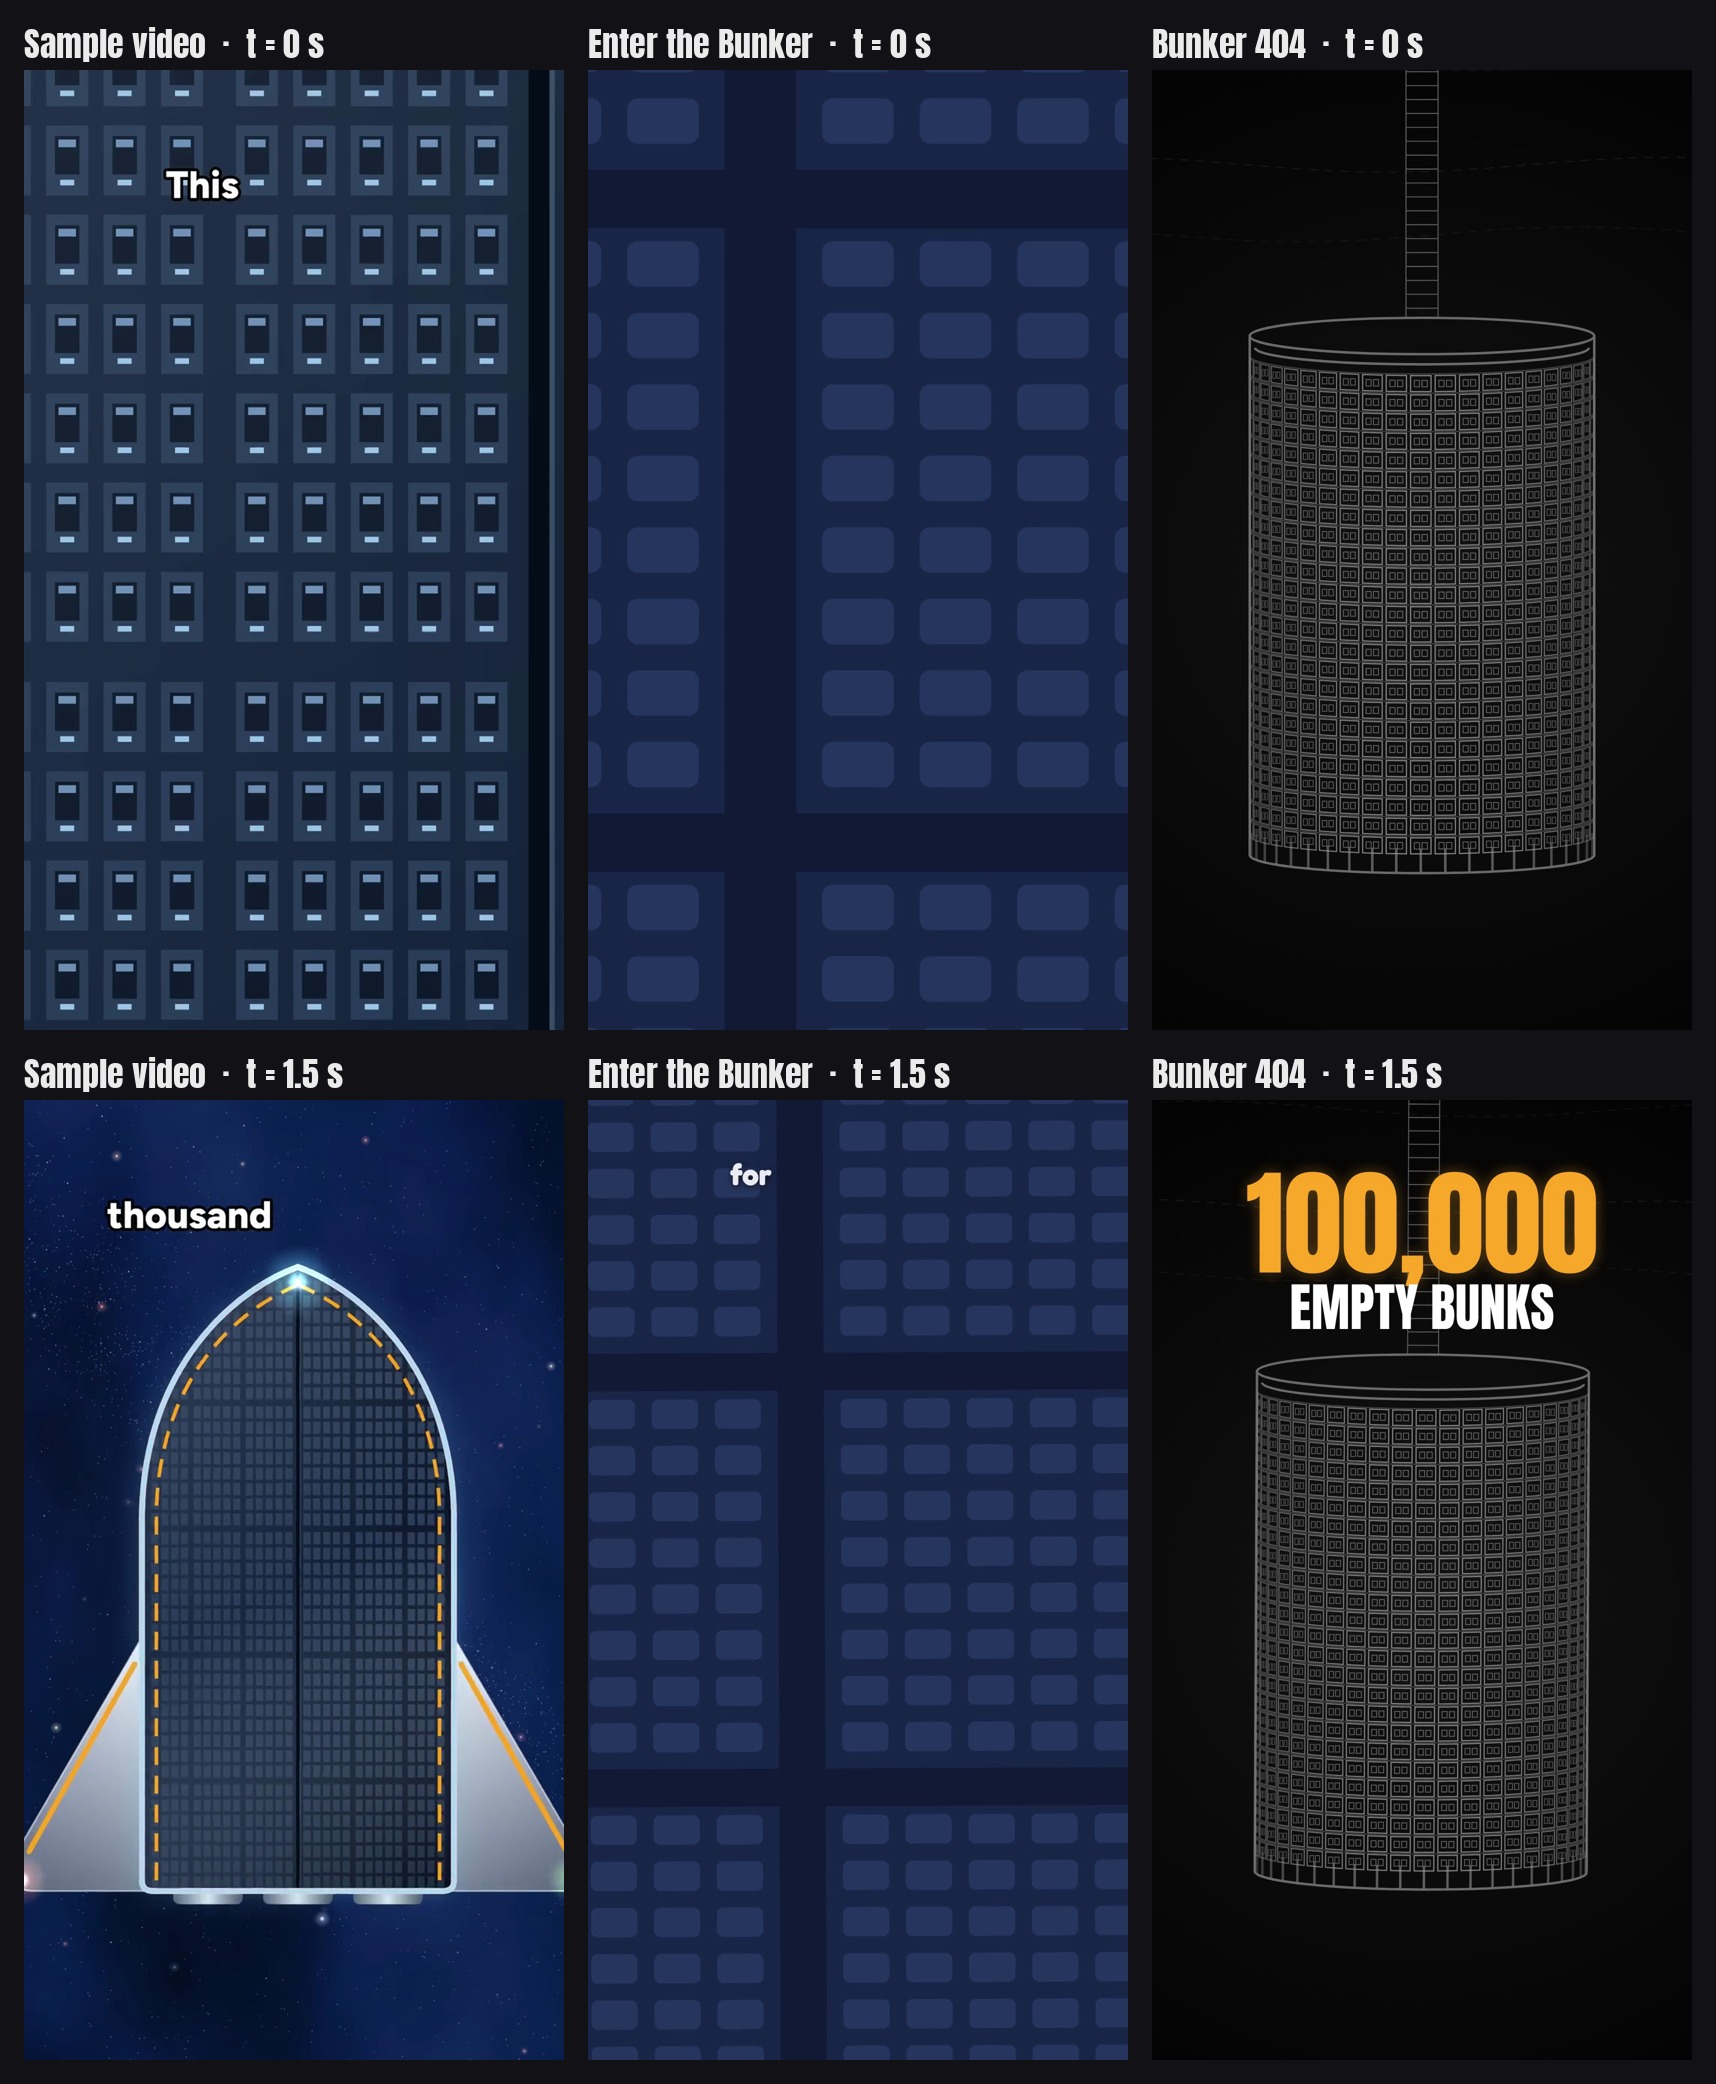 Sample video · t = 0 s
Enter the Bunker · t = 0 s
Bunker 404 · t = 0 s
This
Sample video · t = 1.5 s
Enter the Bunker · t = 1.5 s
Bunker 404 · t = 1.5 s
thousand
for
100,000
EMPTY BUNKS